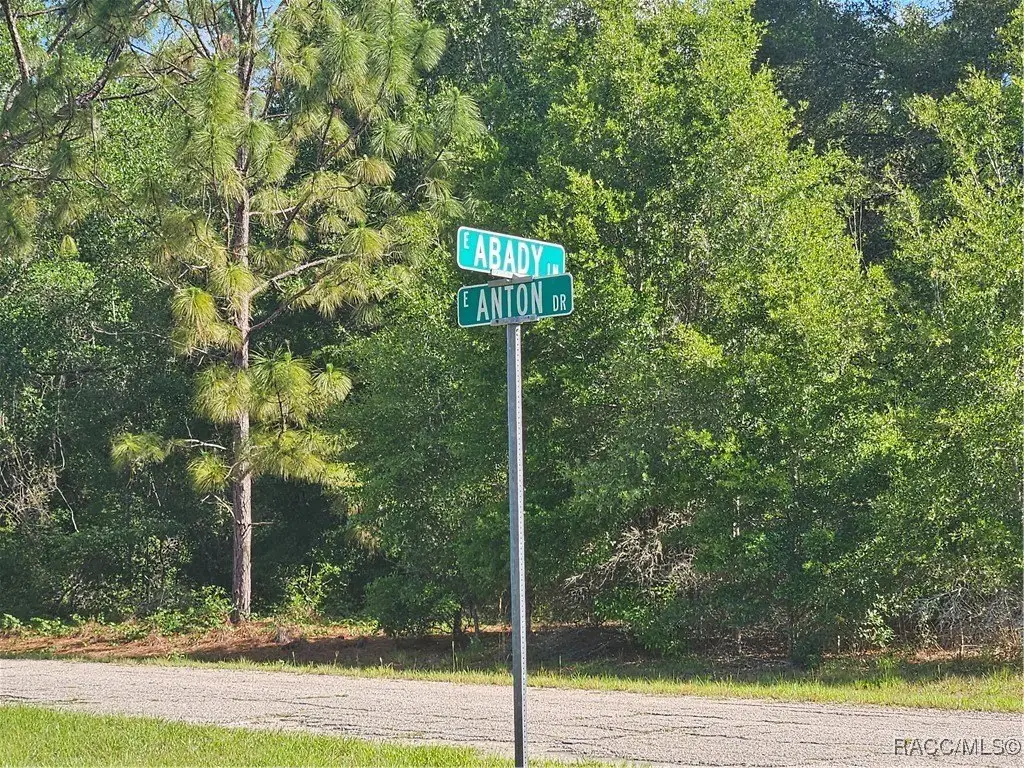 E ABADY LN
E ANTON DR
RACC/MLS©